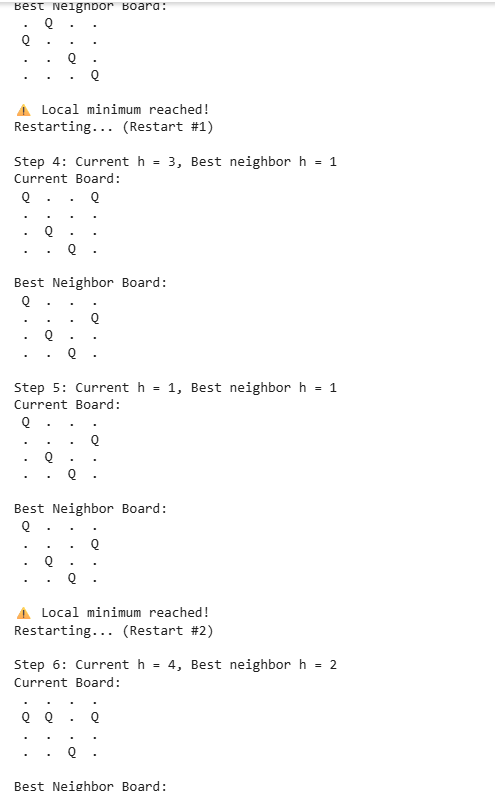 Best Neighbor Board:
. Q . .
Q . . .
. . Q .
. . . Q
⚠ Local minimum reached!
Restarting... (Restart #1)
Step 4: Current h = 3, Best neighbor h = 1
Current Board:
Q . . Q
. . . .
. Q . .
. . Q .
Best Neighbor Board:
Q . . .
. . . Q
. Q . .
. . Q .
Step 5: Current h = 1, Best neighbor h = 1
Current Board:
Q . . .
. . . Q
. Q . .
. . Q .
Best Neighbor Board:
Q . . .
. . . Q
. Q . .
. . Q .
⚠ Local minimum reached!
Restarting... (Restart #2)
Step 6: Current h = 4, Best neighbor h = 2
Current Board:
. . . .
Q Q . Q
. . . .
. . Q .
Best Neighbor Board: